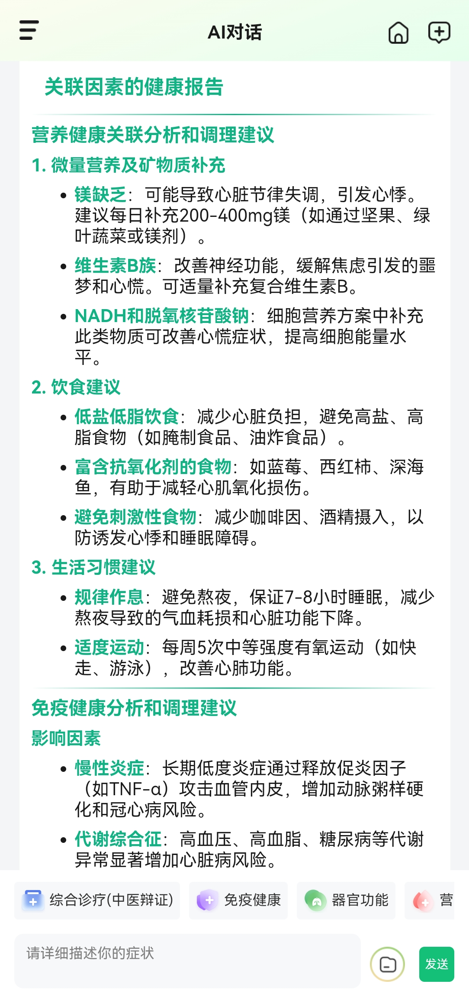 AI对话
关联因素的健康报告
营养健康关联分析和调理建议
1. 微量营养及矿物质补充
• 镁缺乏：可能导致心脏节律失调，引发心悸。
建议每日补充200-400mg镁（如通过坚果、绿
叶蔬菜或镁剂）。
• 维生素B族：改善神经功能，缓解焦虑引发的噩
梦和心慌。可适量补充复合维生素B。
• NADH和脱氧核苷酸钠：细胞营养方案中补充
此类物质可改善心慌症状，提高细胞能量水
平。
2. 饮食建议
• 低盐低脂饮食：减少心脏负担，避免高盐、高
脂食物（如腌制食品、油炸食品）。
• 富含抗氧化剂的食物：如蓝莓、西红柿、深海
鱼，有助于减轻心肌氧化损伤。
• 避免刺激性食物：减少咖啡因、酒精摄入，以
防诱发心悸和睡眠障碍。
3. 生活习惯建议
• 规律作息：避免熬夜，保证7-8小时睡眠，减少
熬夜导致的气血耗损和心脏功能下降。
• 适度运动：每周5次中等强度有氧运动（如快
走、游泳），改善心肺功能。
免疫健康分析和调理建议
影响因素
• 慢性炎症：长期低度炎症通过释放促炎因子
（如TNF-α）攻击血管内皮，增加动脉粥样硬
化和冠心病风险。
• 代谢综合征：高血压、高血脂、糖尿病等代谢
异常显著增加心脏病风险。
综合诊疗(中医辩证) 免疫健康 器官功能 营
请详细描述你的症状
发送